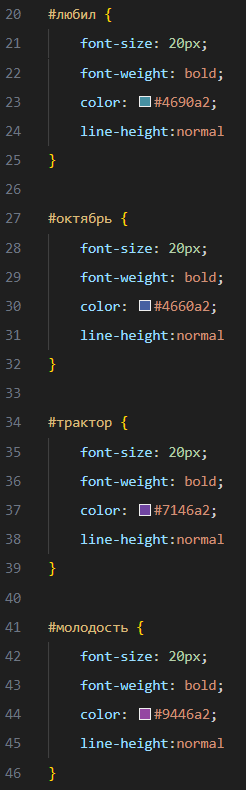 20 #любил {
21 font-size: 20px;
22 font-weight: bold;
23 color: #4690a2;
24 line-height:normal
25 }
26
27 #октябрь {
28 font-size: 20px;
29 font-weight: bold;
30 color: #4660a2;
31 line-height:normal
32 }
33
34 #трактор {
35 font-size: 20px;
36 font-weight: bold;
37 color: #7146a2;
38 line-height:normal
39 }
40
41 #молодость {
42 font-size: 20px;
43 font-weight: bold;
44 color: #9446a2;
45 line-height:normal
46 }